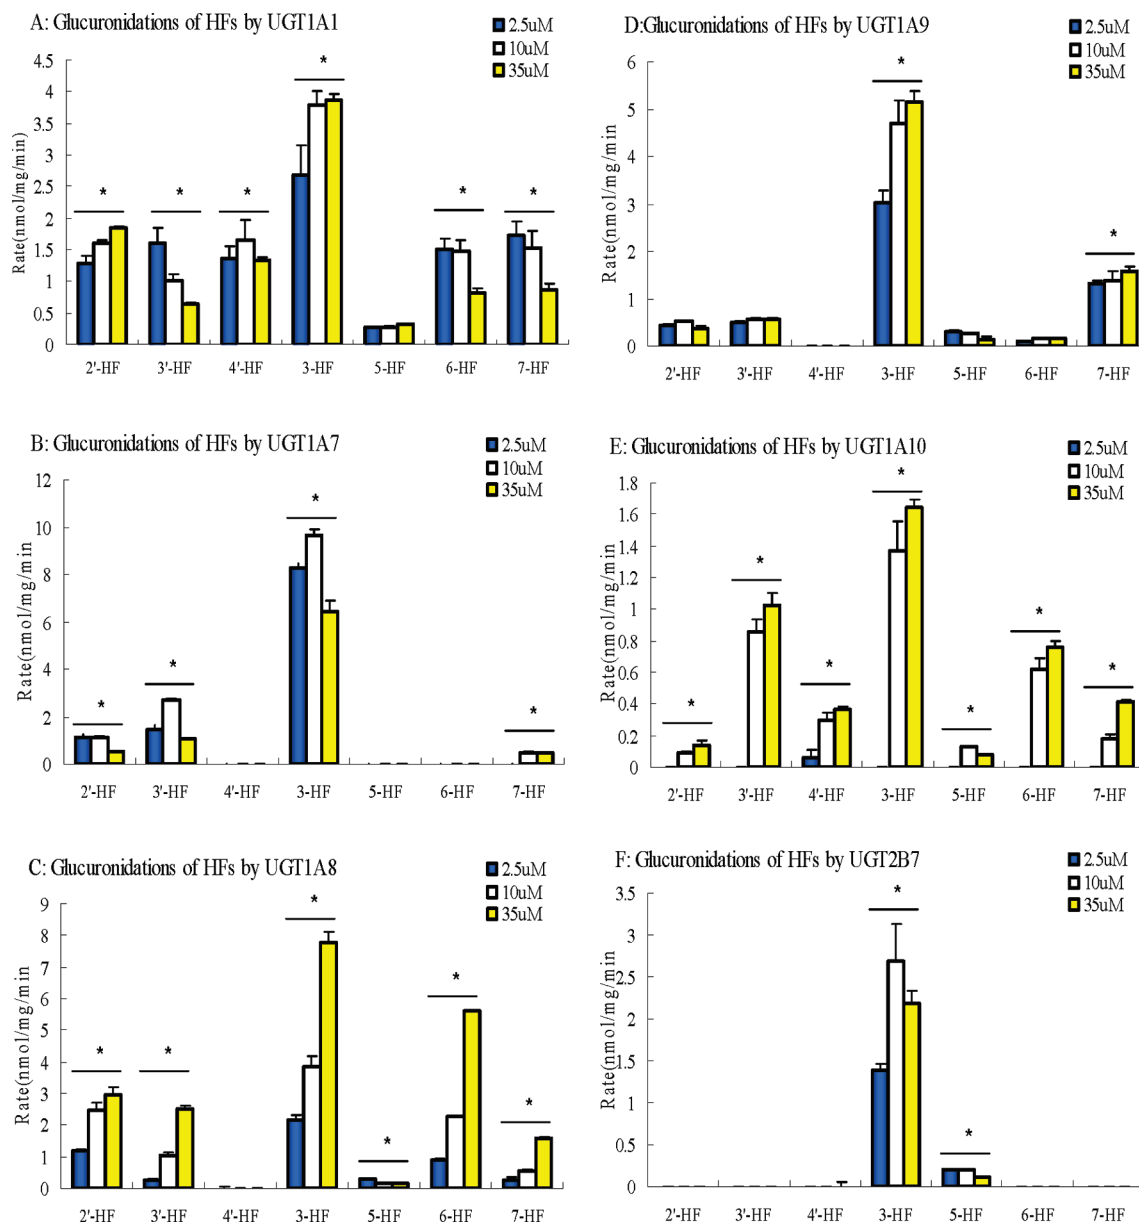 A: Glucuronidations of HFs by UGT1A1
2.5uM
10uM
35uM
Rate(nmol/mg/min)
4.5
4
3.5
3
2.5
2
1.5
1
0.5
0
* * * * * *
2'-HF 3'-HF 4'-HF 3-HF 5-HF 6-HF 7-HF
B: Glucuronidations of HFs by UGT1A7
2.5uM
10uM
35uM
Rate(nmol/mg/min
12
10
8
6
4
2
0
* * * *
2'-HF 3'-HF 4'-HF 3-HF 5-HF 6-HF 7-HF
C: Glucuronidations of HFs by UGT1A8
2.5uM
10uM
35uM
Rate(nmol/mg/min
9
8
7
6
5
4
3
2
1
0
* * * * * *
2'-HF 3'-HF 4'-HF 3-HF 5-HF 6-HF 7-HF
D:Glucuronidations of HFs by UGT1A9
2.5uM
10uM
35uM
Rate(nmol/mg/min
6
5
4
3
2
1
0
* *
2'-HF 3'-HF 4'-HF 3-HF 5-HF 6-HF 7-HF
E: Glucuronidations of HFs by UGT1A10
2.5uM
10uM
35uM
Rate(nmol/mg/min
1.8
1.6
1.4
1.2
1
0.8
0.6
0.4
0.2
0
* * * * * * *
2'-HF 3'-HF 4'-HF 3-HF 5-HF 6-HF 7-HF
F: Glucuronidations of HFs by UGT2B7
2.5uM
10uM
35uM
Rate(nmol/mg/min
3.5
3
2.5
2
1.5
1
0.5
0
* *
2'-HF 3'-HF 4'-HF 3-HF 5-HF 6-HF 7-HF